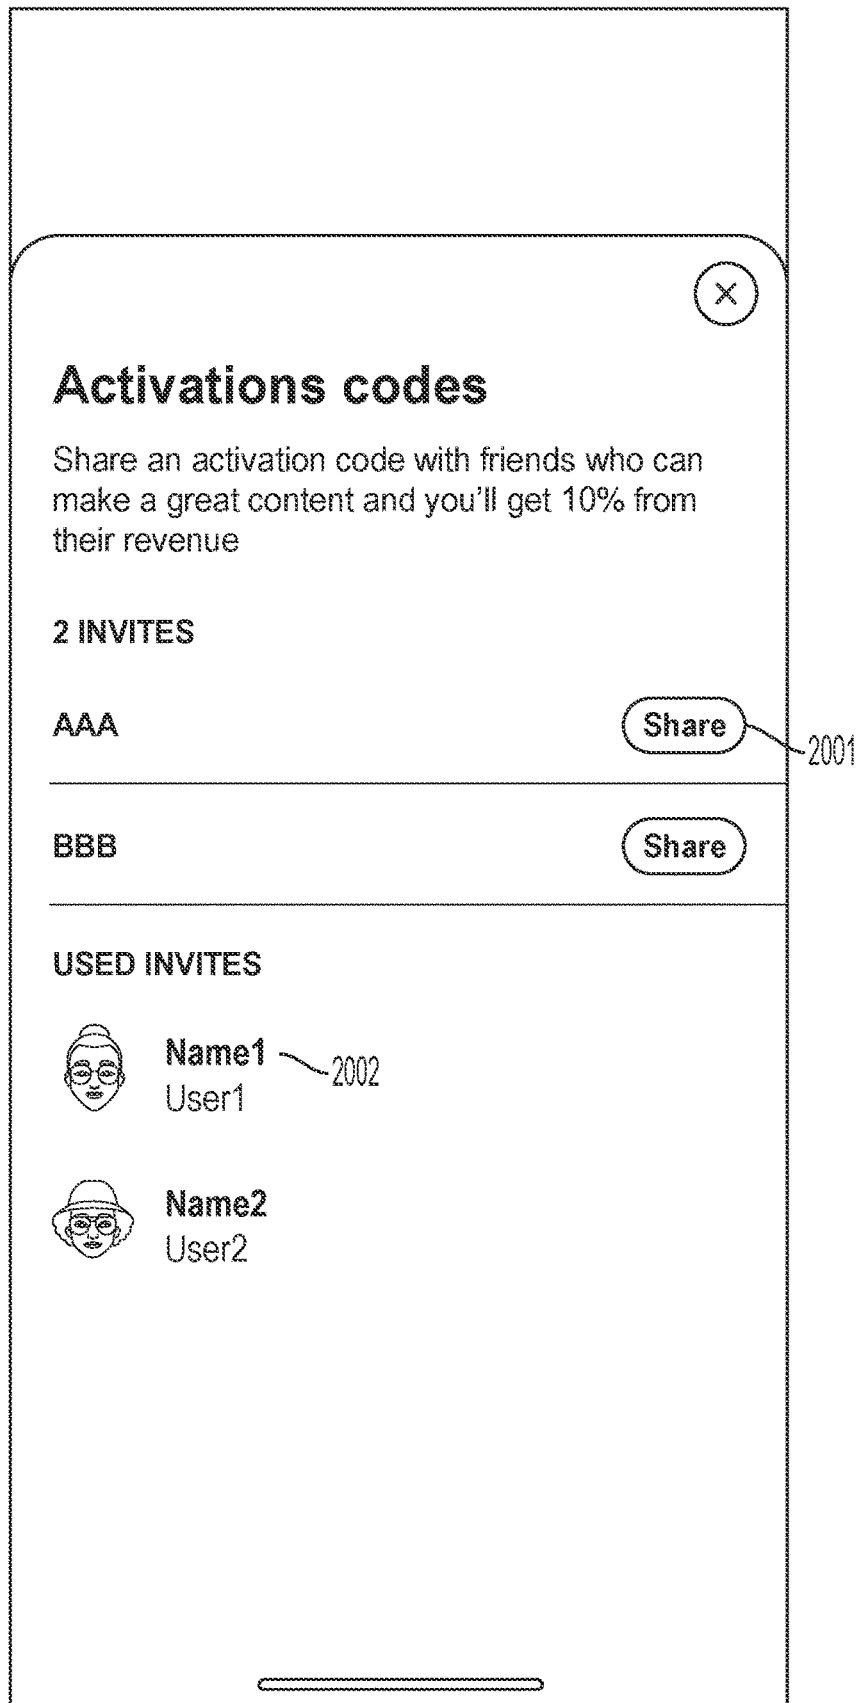 Activations codes
Share an activation code with friends who can
make a great content and you'll get 10% from
their revenue
2 INVITES
AAA
Share
2001
BBB
Share
USED INVITES
Name1
2002
User1
Name2
User2